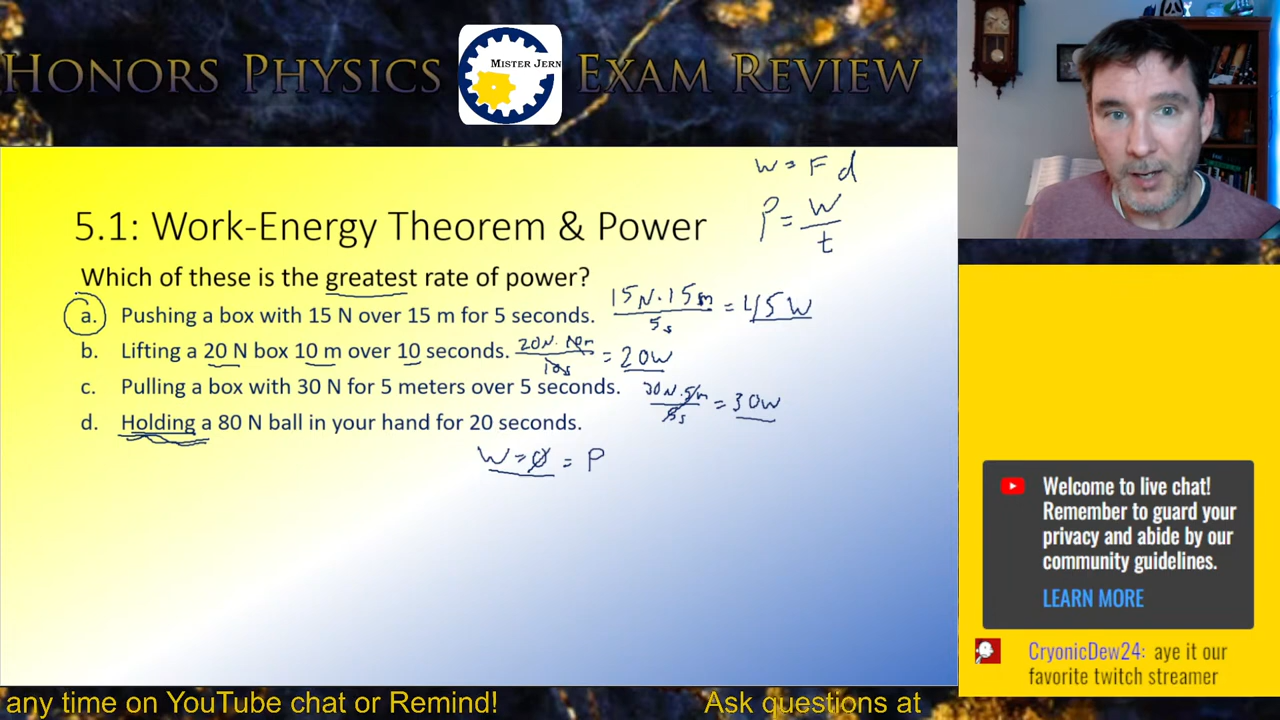 HONORS PHYSICS MISTER JERN EXAM REVIEW
W = F d
P = W / t
5.1: Work-Energy Theorem & Power
Which of these is the greatest rate of power?
a. Pushing a box with 15 N over 15 m for 5 seconds. 15N·15m / 5s = 45W
b. Lifting a 20 N box 10 m over 10 seconds. 20N·10m / 10s = 20W
c. Pulling a box with 30 N for 5 meters over 5 seconds. 30N·5m / 5s = 30W
d. Holding a 80 N ball in your hand for 20 seconds.
W = 0 = P
Welcome to live chat!
Remember to guard your
privacy and abide by our
community guidelines.
LEARN MORE
CryonicDew24: aye it our
favorite twitch streamer
any time on YouTube chat or Remind! Ask questions at